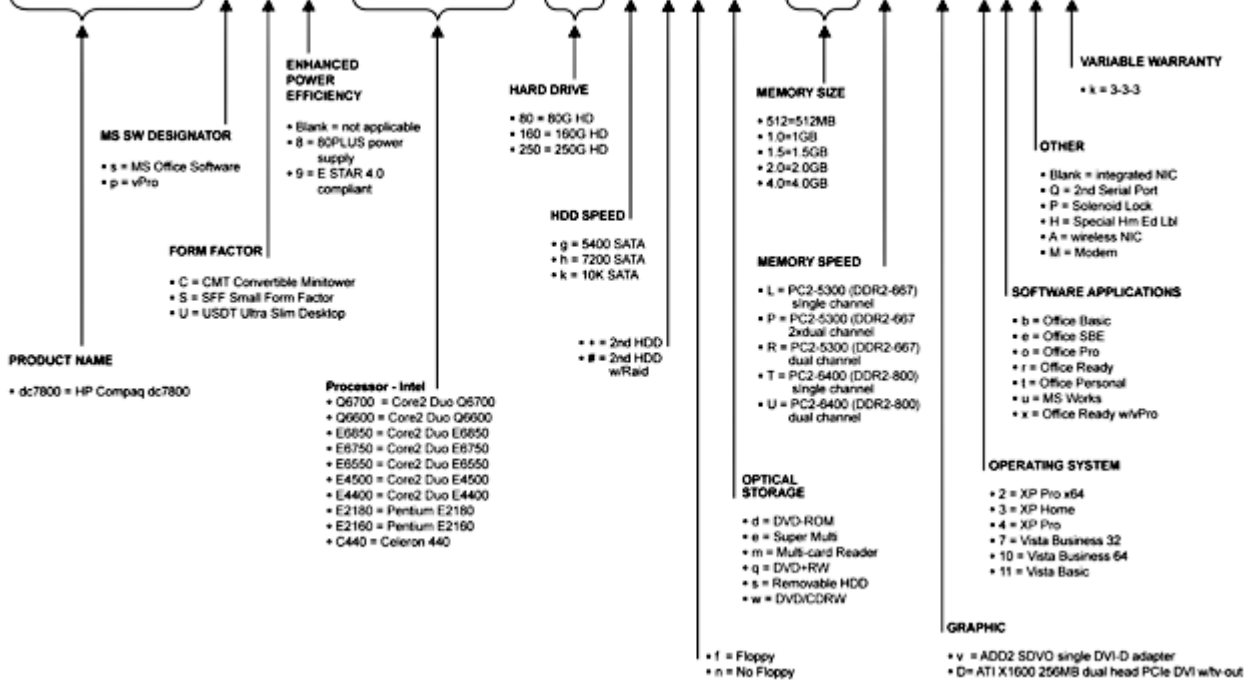 ENHANCED
POWER
EFFICIENCY
• Blank = not applicable
• 8 = 80PLUS power
supply
• 9 = E STAR 4.0
compliant
MS SW DESIGNATOR
• s = MS Office Software
• p = vPro
FORM FACTOR
• C = CMT Convertible Minitower
• S = SFF Small Form Factor
• U = USDT Ultra Slim Desktop
PRODUCT NAME
• dc7800 = HP Compaq dc7800
Processor - Intel
• Q6700 = Core2 Duo Q6700
• Q6600 = Core2 Duo Q6600
• E6850 = Core2 Duo E6850
• E6750 = Core2 Duo E6750
• E6550 = Core2 Duo E6550
• E4500 = Core2 Duo E4500
• E4400 = Core2 Duo E4400
• E2180 = Pentium E2180
• E2160 = Pentium E2160
• C440 = Celeron 440
HARD DRIVE
• 80 = 80G HD
• 160 = 160G HD
• 250 = 250G HD
HDD SPEED
• g = 5400 SATA
• h = 7200 SATA
• k = 10K SATA
• + = 2nd HDD
• # = 2nd HDD
w/Raid
• f = Floppy
• n = No Floppy
OPTICAL
STORAGE
• d = DVD-ROM
• e = Super Multi
• m = Multi-card Reader
• q = DVD+RW
• s = Removable HDD
• w = DVD/CDRW
MEMORY SIZE
• 512=512MB
• 1.0=1GB
• 1.5=1.5GB
• 2.0=2.0GB
• 4.0=4.0GB
MEMORY SPEED
• L = PC2-5300 (DDR2-667)
single channel
• P = PC2-5300 (DDR2-667
2xdual channel
• R = PC2-5300 (DDR2-667)
dual channel
• T = PC2-6400 (DDR2-800)
single channel
• U = PC2-6400 (DDR2-800)
dual channel
GRAPHIC
• v = ADD2 SDVO single DVI-D adapter
• D= ATI X1600 256MB dual head PCIe DVI w/tv-out
OPERATING SYSTEM
• 2 = XP Pro x64
• 3 = XP Home
• 4 = XP Pro
• 7 = Vista Business 32
• 10 = Vista Business 64
• 11 = Vista Basic
SOFTWARE APPLICATIONS
• b = Office Basic
• e = Office SBE
• o = Office Pro
• r = Office Ready
• t = Office Personal
• u = MS Works
• x = Office Ready w/vPro
OTHER
• Blank = integrated NIC
• Q = 2nd Serial Port
• P = Solenoid Lock
• H = Special Hm Ed Lbl
• A = wireless NIC
• M = Modem
VARIABLE WARRANTY
• k = 3-3-3